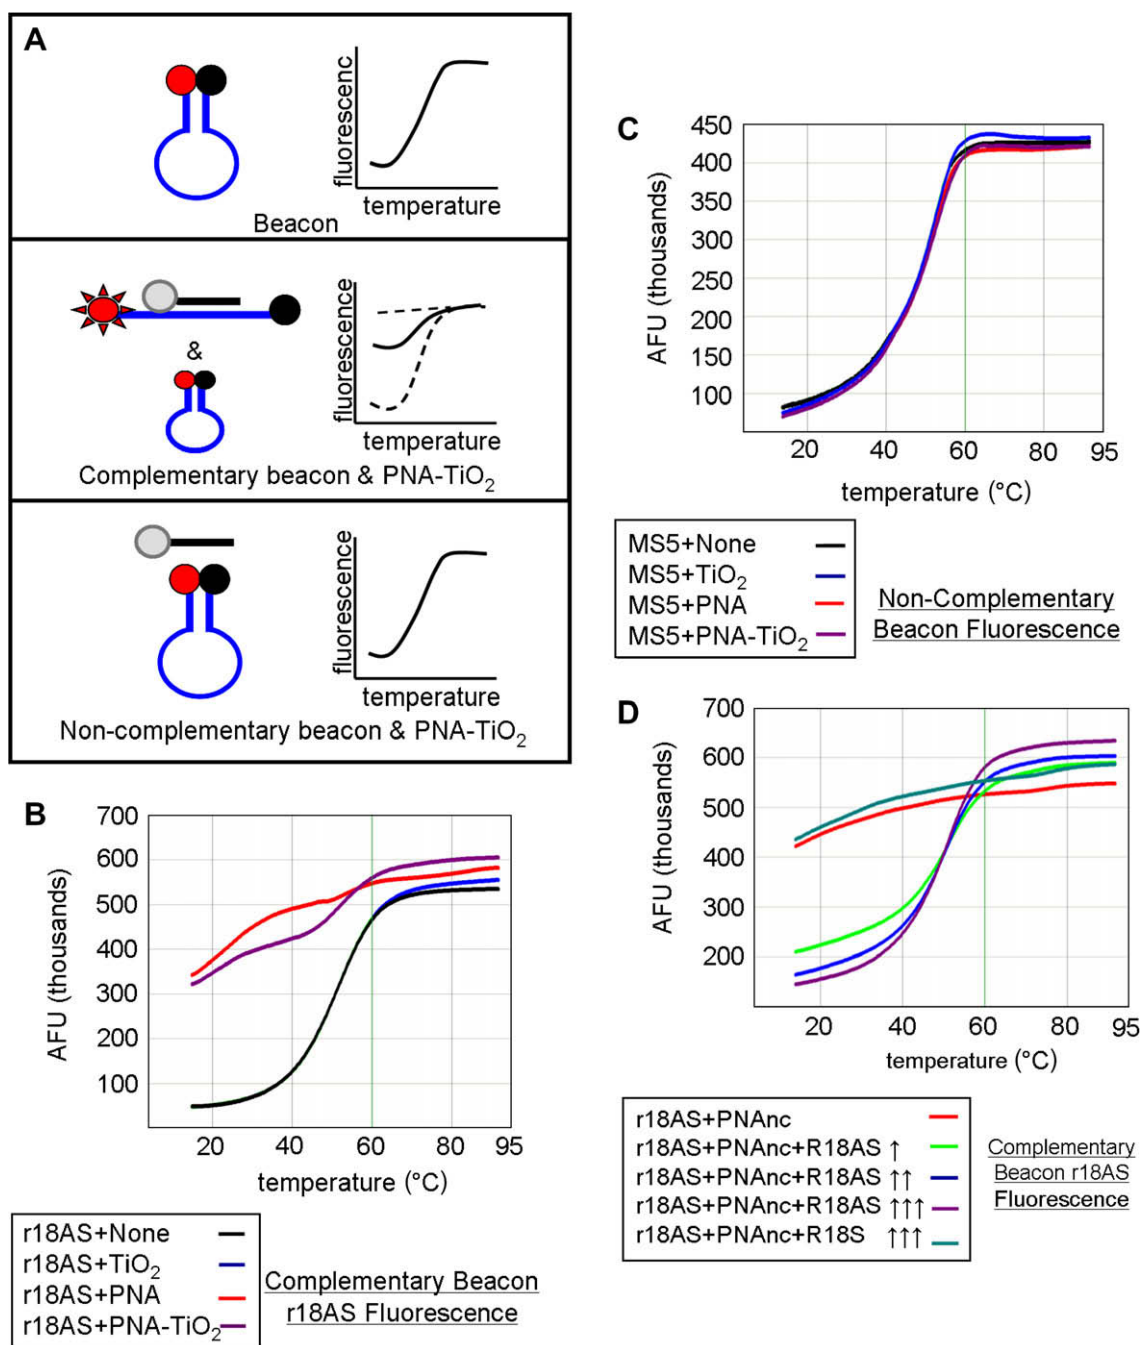 A
fluorescenc
temperature
Beacon
&
fluorescence
temperature
Complementary beacon & PNA-TiO₂
fluorescence
temperature
Non-complementary beacon & PNA-TiO₂
B
700
600
500
400
300
200
100
AFU (thousands)
20 40 60 80 95
temperature (°C)
r18AS+None
r18AS+TiO₂
r18AS+PNA
r18AS+PNA-TiO₂
Complementary Beacon
r18AS Fluorescence
C
450
400
350
300
250
200
150
100
AFU (thousands)
20 40 60 80 95
temperature (°C)
MS5+None
MS5+TiO₂
MS5+PNA
MS5+PNA-TiO₂
Non-Complementary
Beacon Fluorescence
D
700
600
500
400
300
200
AFU (thousands)
20 40 60 80 95
temperature (°C)
r18AS+PNAnc
r18AS+PNAnc+R18AS ↑
r18AS+PNAnc+R18AS ↑↑
r18AS+PNAnc+R18AS ↑↑↑
r18AS+PNAnc+R18S ↑↑↑
Complementary
Beacon r18AS
Fluorescence